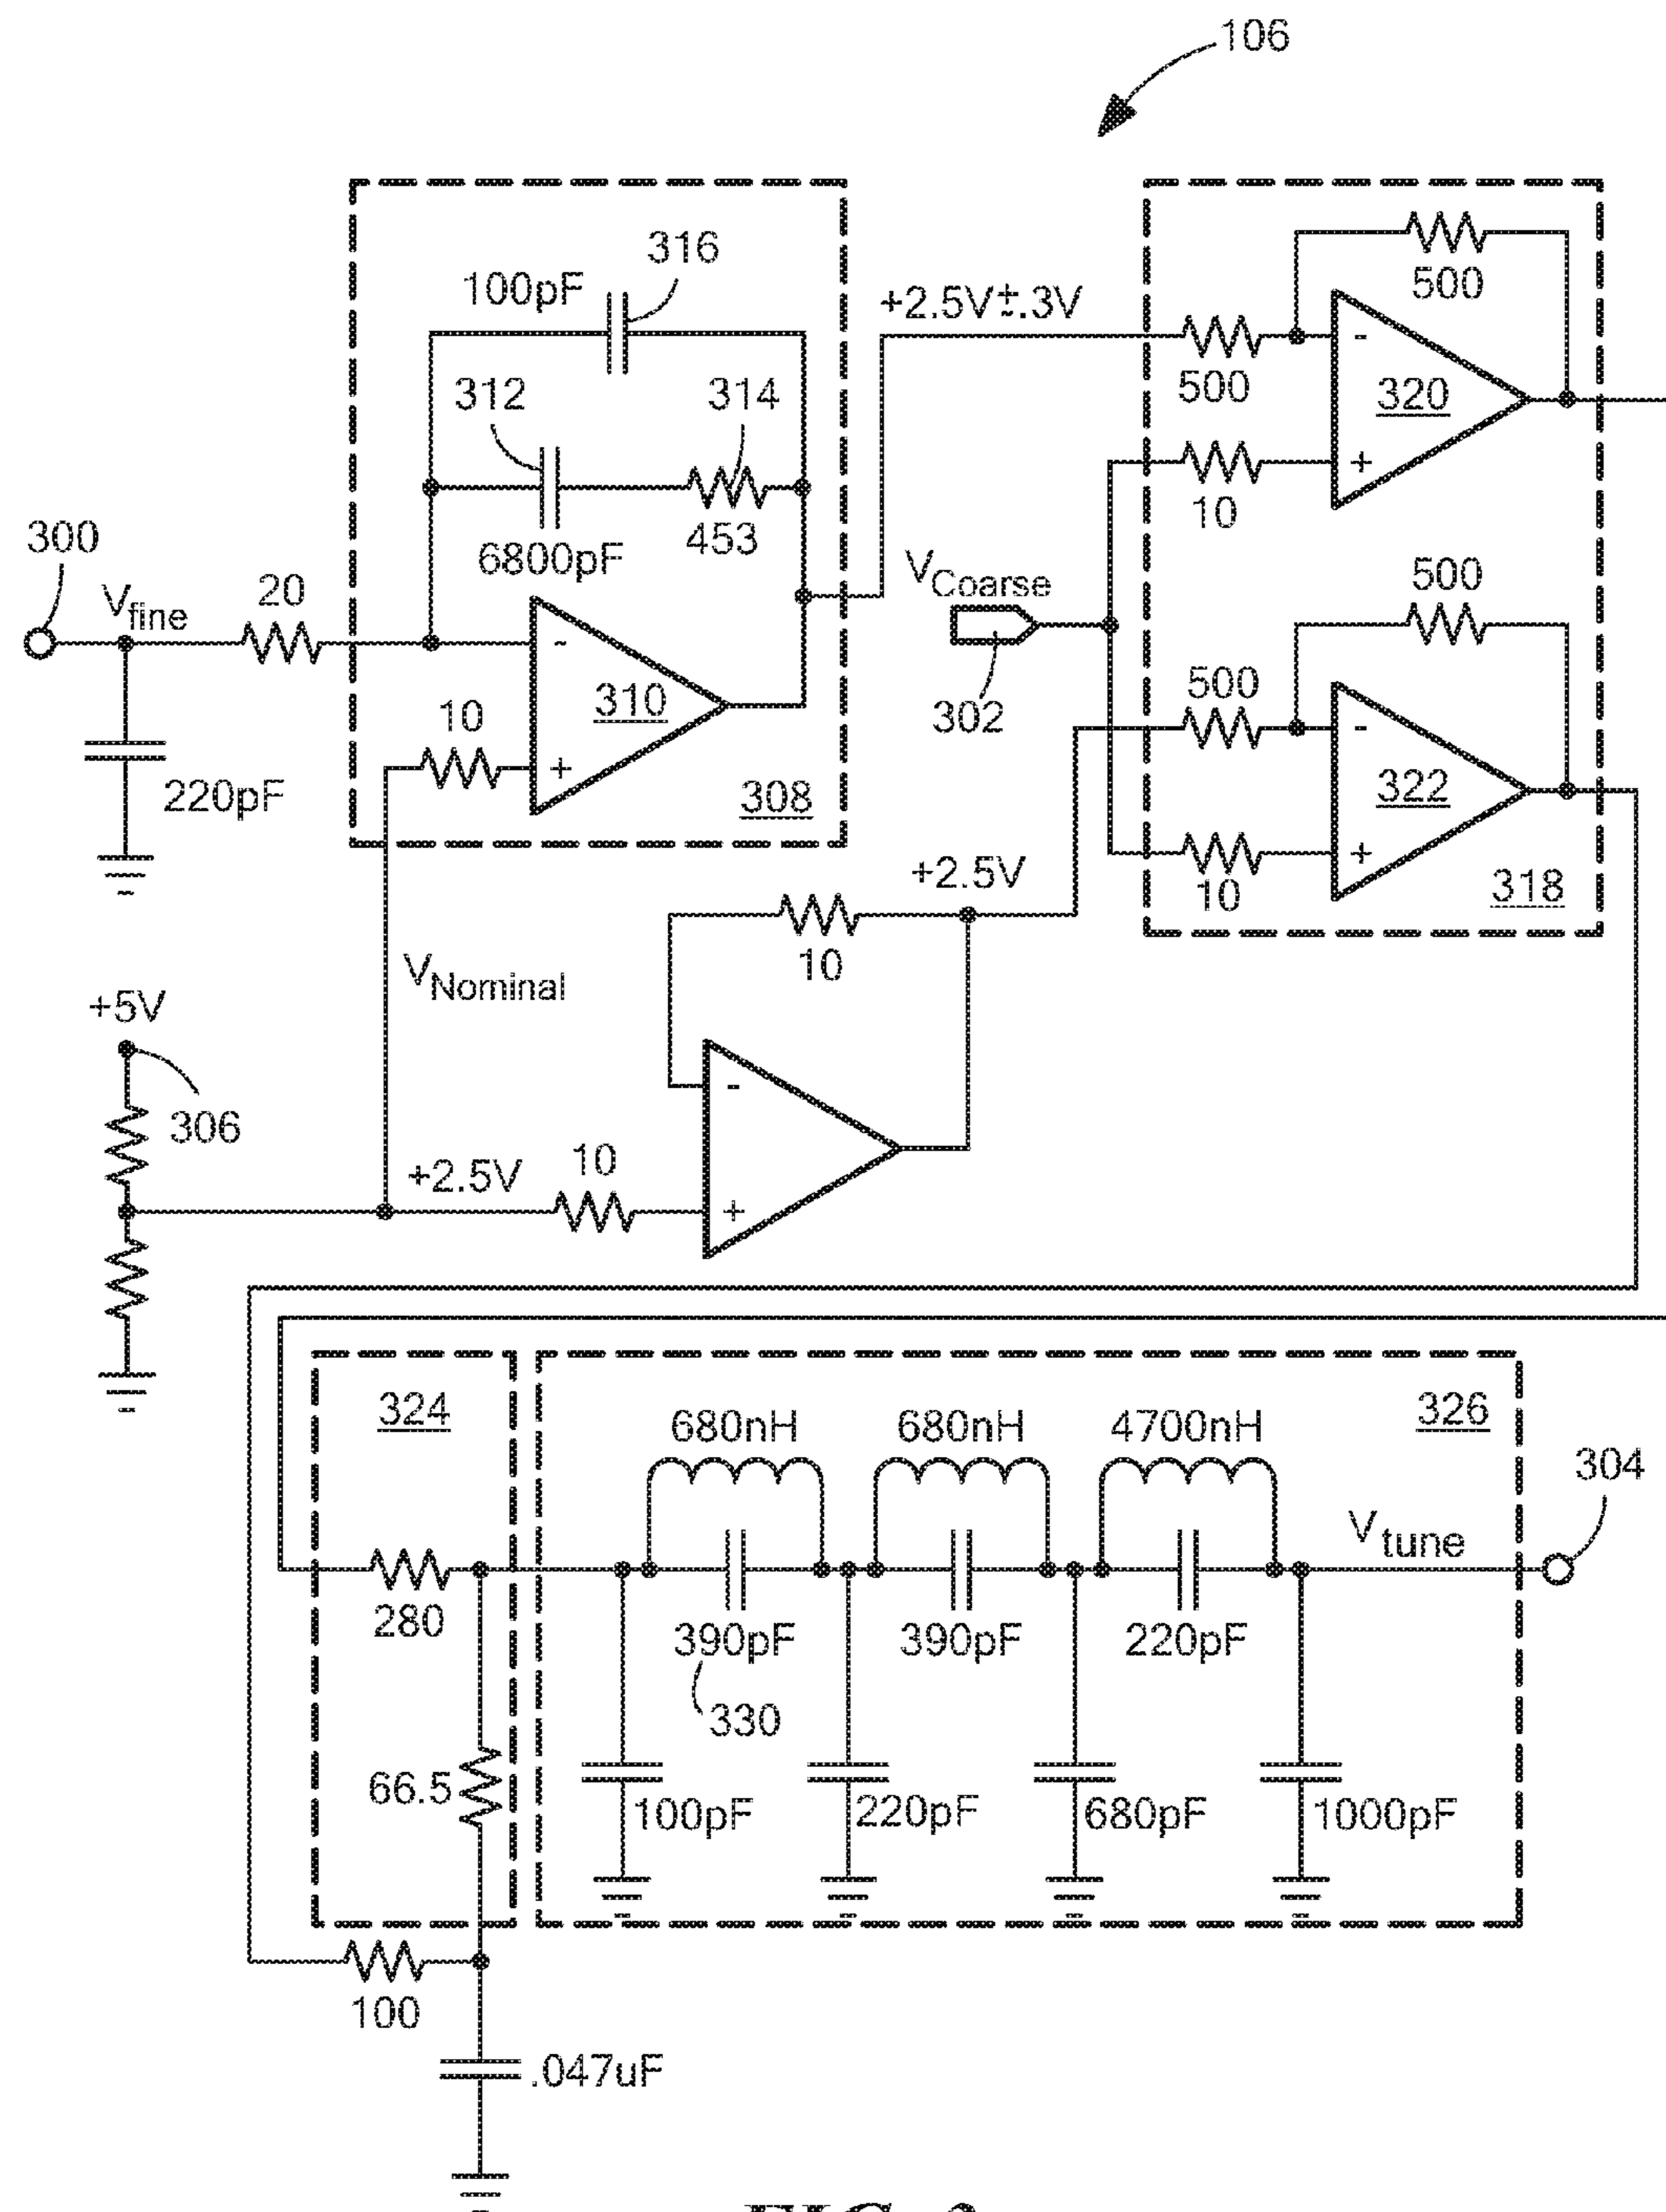 106
316
100pF
+2.5V±.3V
500
500
312
314
320
300
6800pF
453
10
Vfine
20
VCoarse
500
310
10
500
302
322
220pF
308
+2.5V
10
318
10
VNominal
+5V
306
+2.5V
10
324
680nH
680nH
4700nH
326
304
Vtune
280
390pF
390pF
220pF
330
66.5
100pF
220pF
680pF
1000pF
100
.047uF